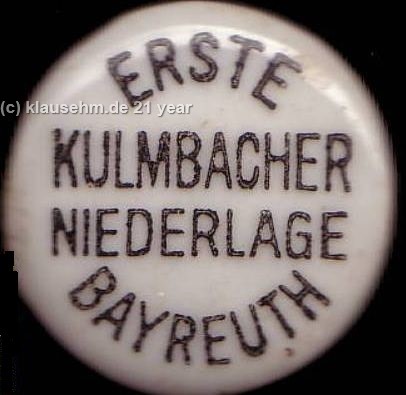 ERSTE
(c) klausehm.de 21 year
KULMBACHER
NIEDERLAGE
BAYREUTH